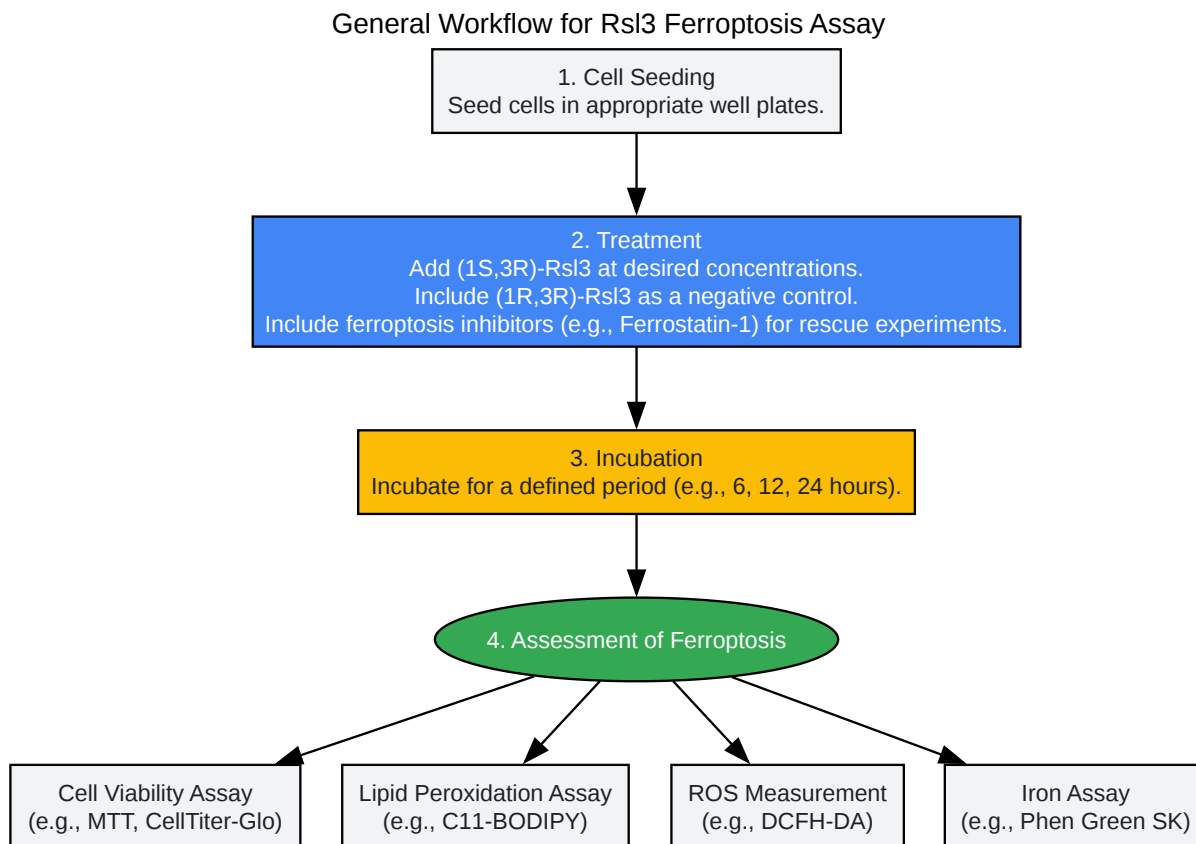 General Workflow for Rsl3 Ferroptosis Assay
1. Cell Seeding
Seed cells in appropriate well plates.
2. Treatment
Add (1S,3R)-Rsl3 at desired concentrations.
Include (1R,3R)-Rsl3 as a negative control.
Include ferroptosis inhibitors (e.g., Ferrostatin-1) for rescue experiments.
3. Incubation
Incubate for a defined period (e.g., 6, 12, 24 hours).
4. Assessment of Ferroptosis
Cell Viability Assay
(e.g., MTT, CellTiter-Glo)
Lipid Peroxidation Assay
(e.g., C11-BODIPY)
ROS Measurement
(e.g., DCFH-DA)
Iron Assay
(e.g., Phen Green SK)